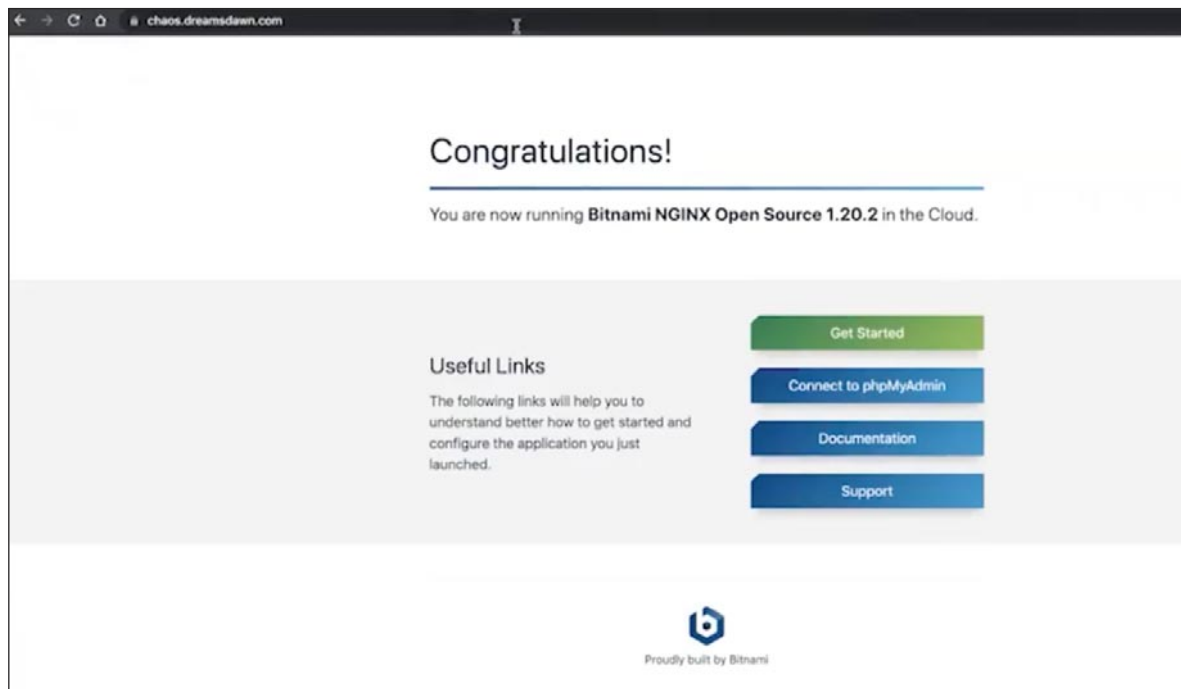 chaos.dreamsdawn.com
Congratulations!
You are now running Bitnami NGINX Open Source 1.20.2 in the Cloud.
Useful Links
The following links will help you to
understand better how to get started and
configure the application you just
launched.
Get Started
Connect to phpMyAdmin
Documentation
Support
b
Proudly built by Bitnami